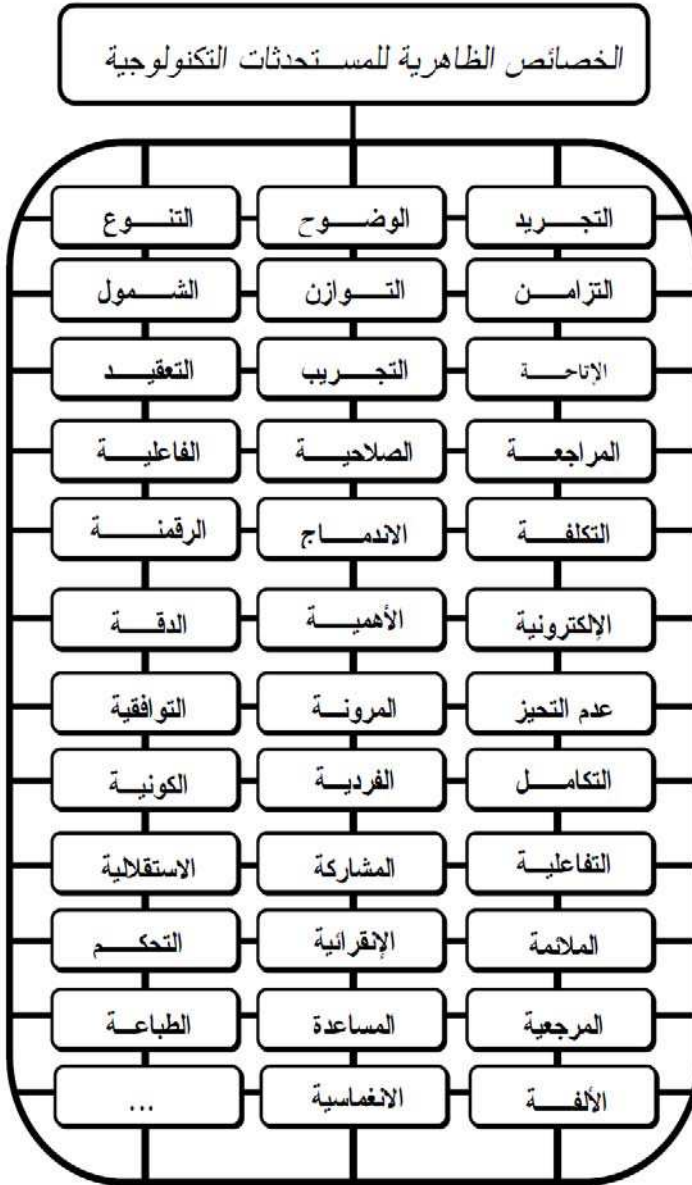 الخصائص الظاهرية للمستحدثات التكنولوجية
التجريد الوضوح التنوع
التزامن التوازن الشمول
الإتاحة التجريب التعقيد
المراجعة الصلاحية الفاعلية
التكلفة الاندماج الرقمنة
الإلكترونية الأهمية الدقة
عدم التحيز المرونة التوافقية
التكامل الفردية الكونية
التفاعلية المشاركة الاستقلالية
الملائمة الإنقرائية التحكم
المرجعية المساعدة الطباعة
الألفة الانغماسية ...